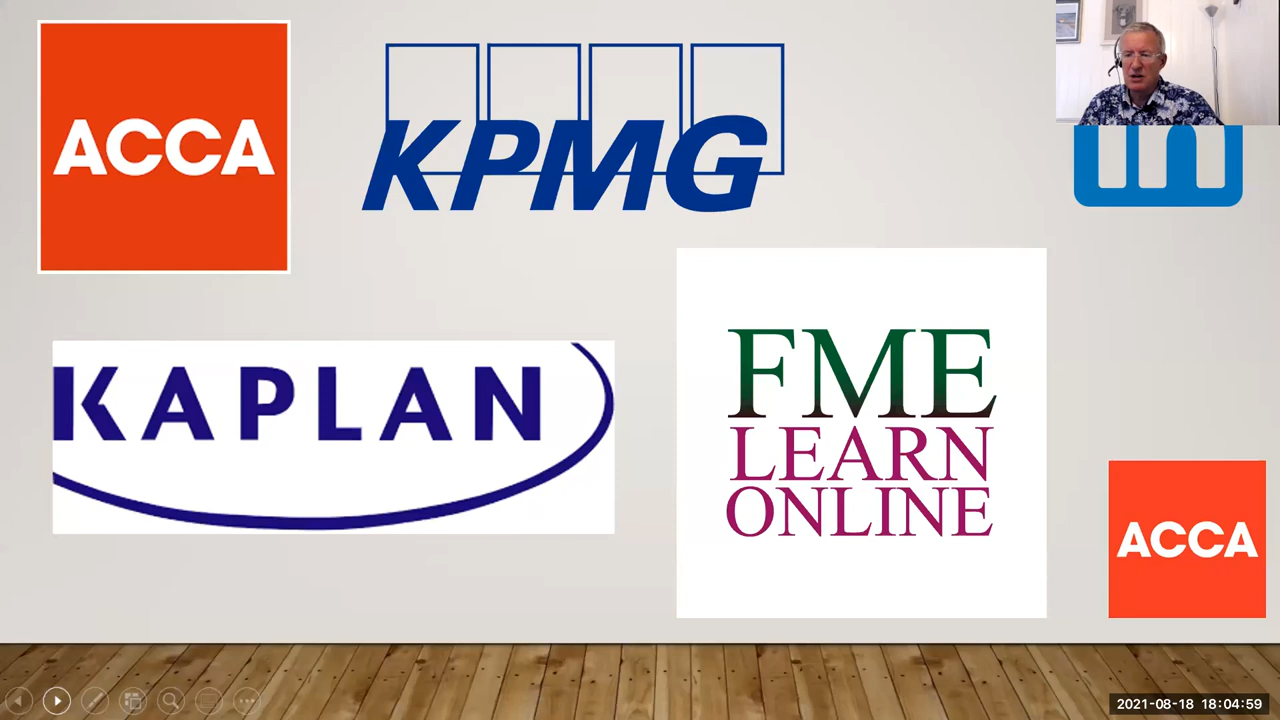 ACCA
KPMG
KAPLAN
FME
LEARN
ONLINE
ACCA
2021-08-18 18:04:59